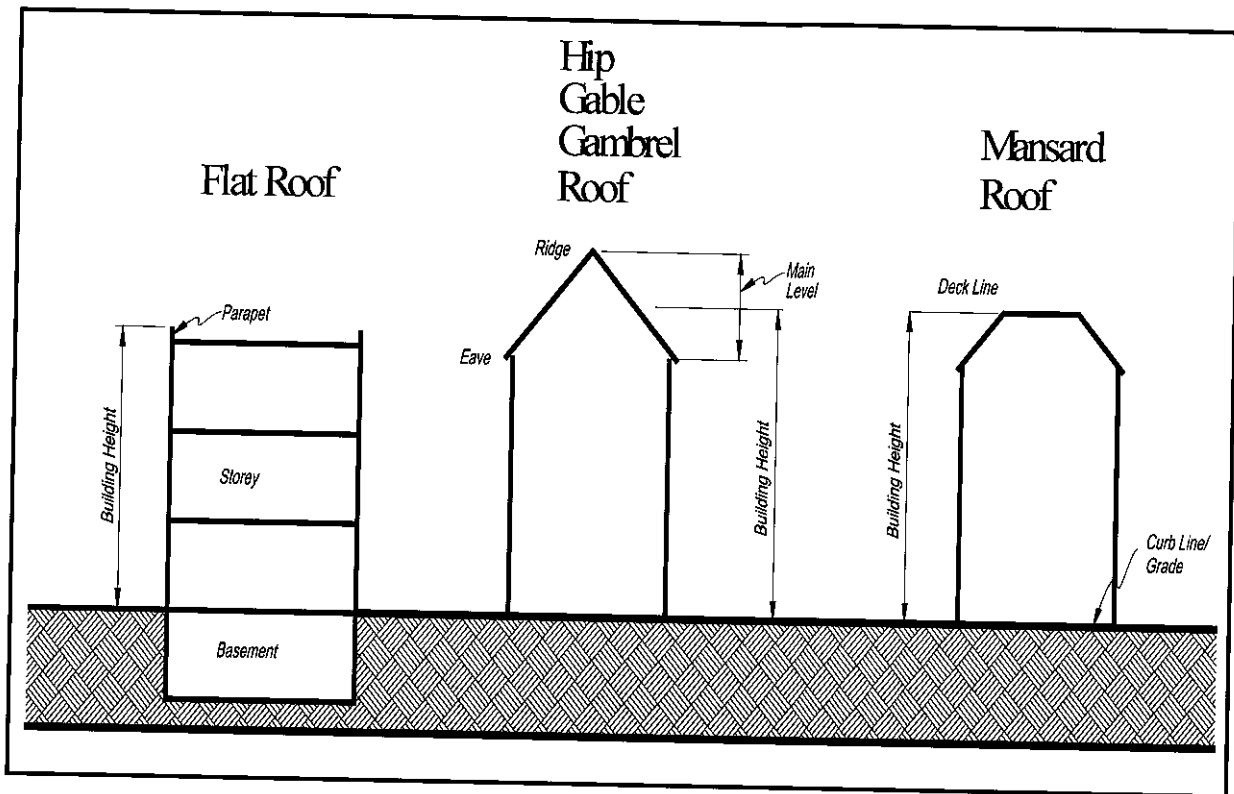 Flat Roof
Hip
Gable
Gambrel
Roof
Mansard
Roof
Parapet
Building Height
Storey
Basement
Ridge
Eave
Main
Level
Building Height
Deck Line
Building Height
Curb Line/
Grade